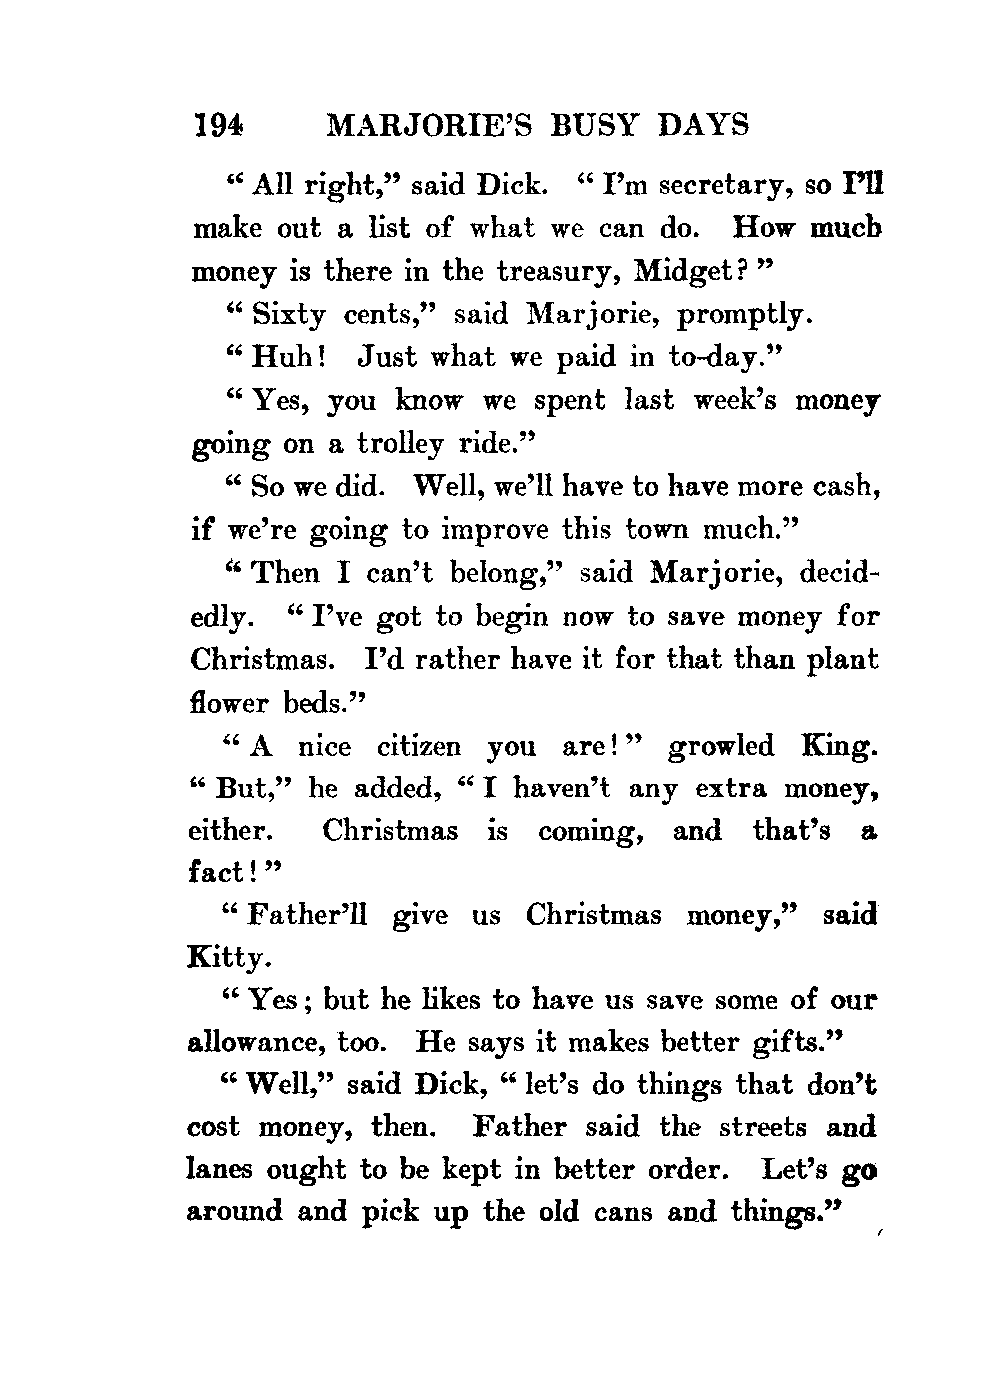 194 MARJORIE'S BUSY DAYS
“ All right,” said Dick. “ I’m secretary, so I’ll
make out a list of what we can do. How much
money is there in the treasury, Midget? ”
“ Sixty cents,” said Marjorie, promptly.
“ Huh! Just what we paid in to-day.”
“ Yes, you know we spent last week’s money
going on a trolley ride.”
“ So we did. Well, we’ll have to have more cash,
if we’re going to improve this town much.”
“ Then I can’t belong,” said Marjorie, decid-
edly. “ I’ve got to begin now to save money for
Christmas. I’d rather have it for that than plant
flower beds.”
“ A nice citizen you are! ” growled King.
“ But,” he added, “ I haven’t any extra money,
either. Christmas is coming, and that’s a
fact! ”
“ Father’ll give us Christmas money,” said
Kitty.
“ Yes; but he likes to have us save some of our
allowance, too. He says it makes better gifts.”
“ Well,” said Dick, “ let’s do things that don’t
cost money, then. Father said the streets and
lanes ought to be kept in better order. Let’s go
around and pick up the old cans and things.”